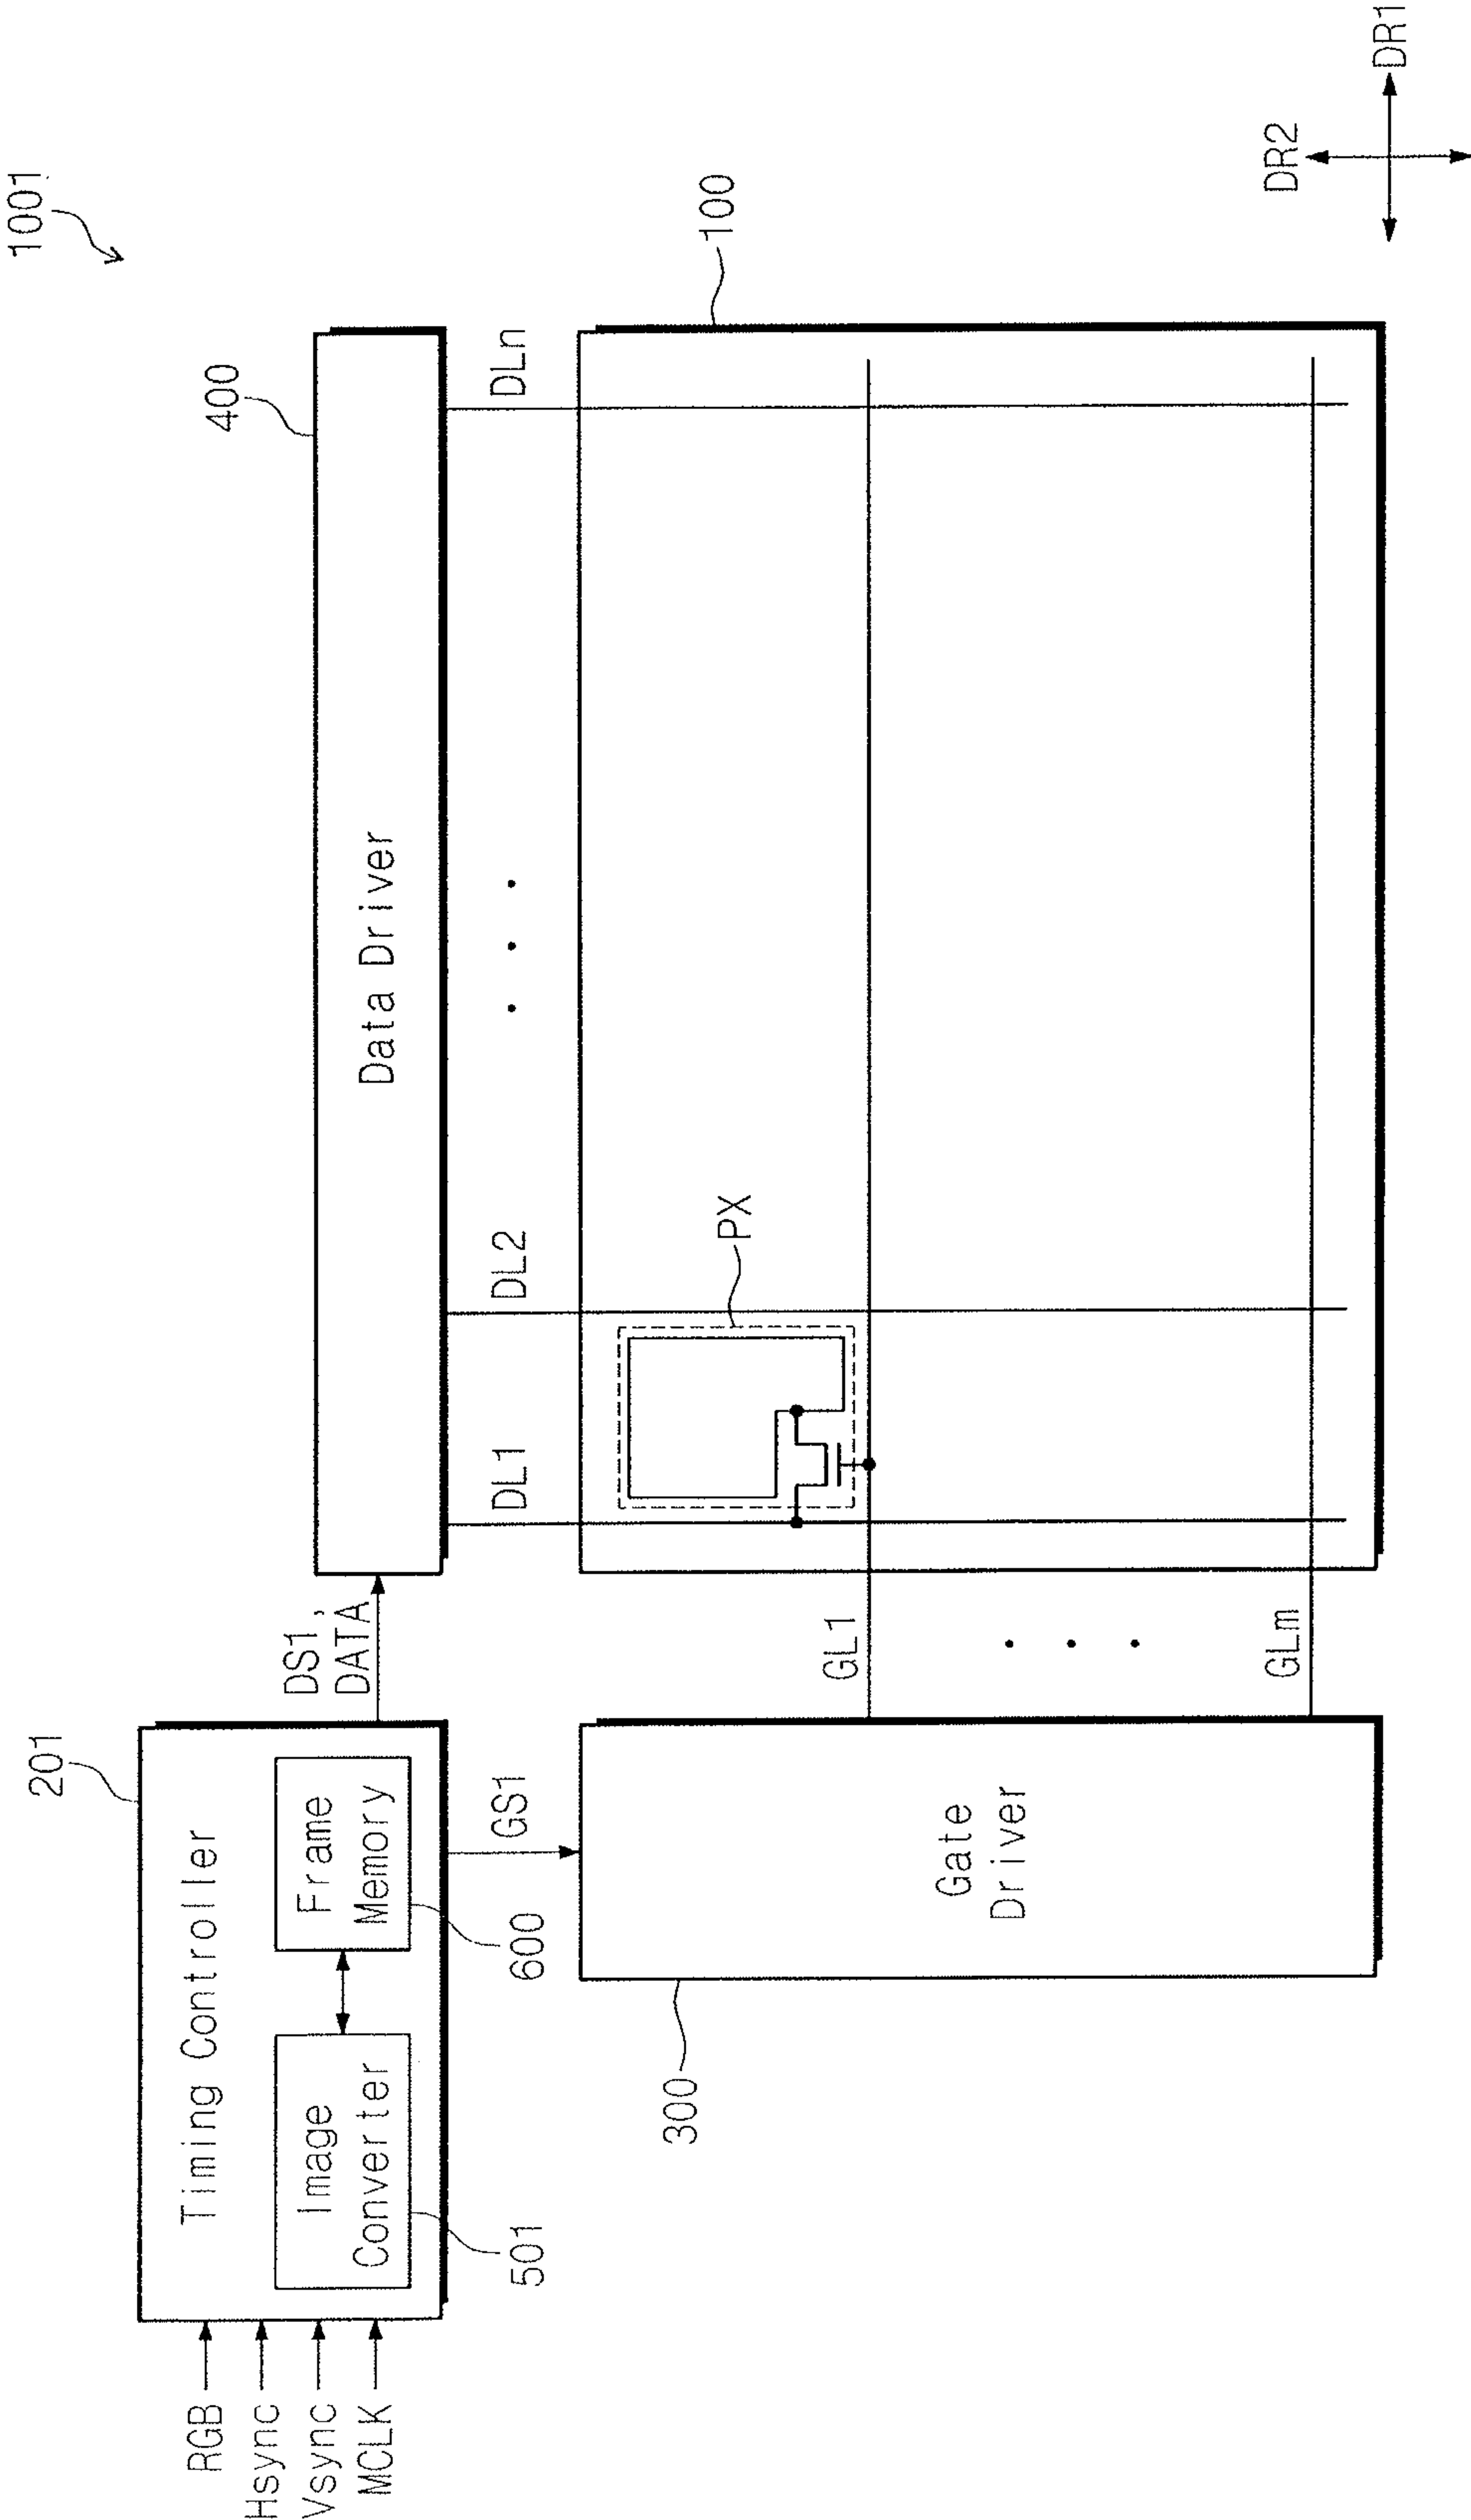 1001
400
Data Driver
201
Timing Controller
Image
Converter
Frame
Memory
501
600
RGB
Hsync
Vsync
MCLK
DS1,
DATA
GS1
DL1
DL2
DLn
100
PX
GL1
GLm
Gate
Driver
300
DR2
DR1